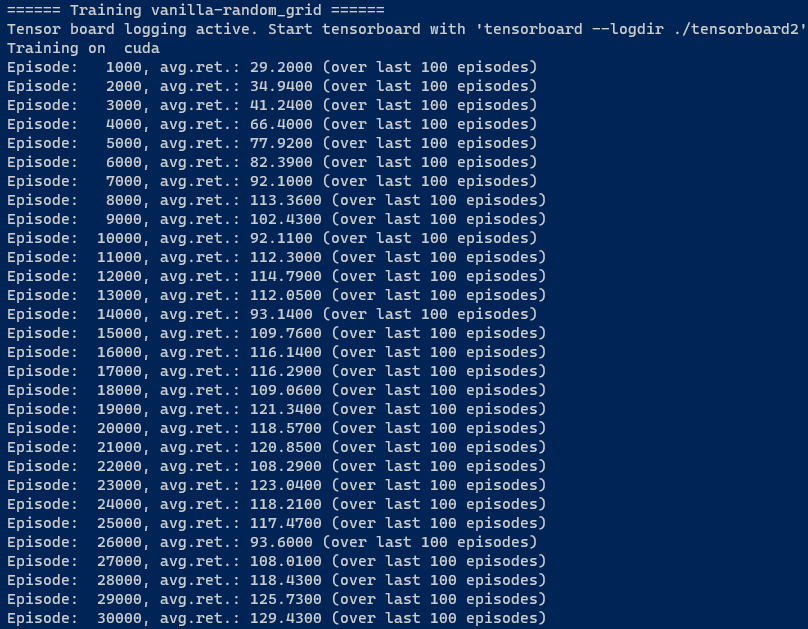 ====== Training vanilla-random_grid ======
Tensor board logging active. Start tensorboard with 'tensorboard --logdir ./tensorboard2'
Training on  cuda
Episode:   1000, avg.ret.: 29.2000 (over last 100 episodes)
Episode:   2000, avg.ret.: 34.9400 (over last 100 episodes)
Episode:   3000, avg.ret.: 41.2400 (over last 100 episodes)
Episode:   4000, avg.ret.: 66.4000 (over last 100 episodes)
Episode:   5000, avg.ret.: 77.9200 (over last 100 episodes)
Episode:   6000, avg.ret.: 82.3900 (over last 100 episodes)
Episode:   7000, avg.ret.: 92.1000 (over last 100 episodes)
Episode:   8000, avg.ret.: 113.3600 (over last 100 episodes)
Episode:   9000, avg.ret.: 102.4300 (over last 100 episodes)
Episode:  10000, avg.ret.: 92.1100 (over last 100 episodes)
Episode:  11000, avg.ret.: 112.3000 (over last 100 episodes)
Episode:  12000, avg.ret.: 114.7900 (over last 100 episodes)
Episode:  13000, avg.ret.: 112.0500 (over last 100 episodes)
Episode:  14000, avg.ret.: 93.1400 (over last 100 episodes)
Episode:  15000, avg.ret.: 109.7600 (over last 100 episodes)
Episode:  16000, avg.ret.: 116.1400 (over last 100 episodes)
Episode:  17000, avg.ret.: 116.2900 (over last 100 episodes)
Episode:  18000, avg.ret.: 109.0600 (over last 100 episodes)
Episode:  19000, avg.ret.: 121.3400 (over last 100 episodes)
Episode:  20000, avg.ret.: 118.5700 (over last 100 episodes)
Episode:  21000, avg.ret.: 120.8500 (over last 100 episodes)
Episode:  22000, avg.ret.: 108.2900 (over last 100 episodes)
Episode:  23000, avg.ret.: 123.0400 (over last 100 episodes)
Episode:  24000, avg.ret.: 118.2100 (over last 100 episodes)
Episode:  25000, avg.ret.: 117.4700 (over last 100 episodes)
Episode:  26000, avg.ret.: 93.6000 (over last 100 episodes)
Episode:  27000, avg.ret.: 108.0100 (over last 100 episodes)
Episode:  28000, avg.ret.: 118.4300 (over last 100 episodes)
Episode:  29000, avg.ret.: 125.7300 (over last 100 episodes)
Episode:  30000, avg.ret.: 129.4300 (over last 100 episodes)